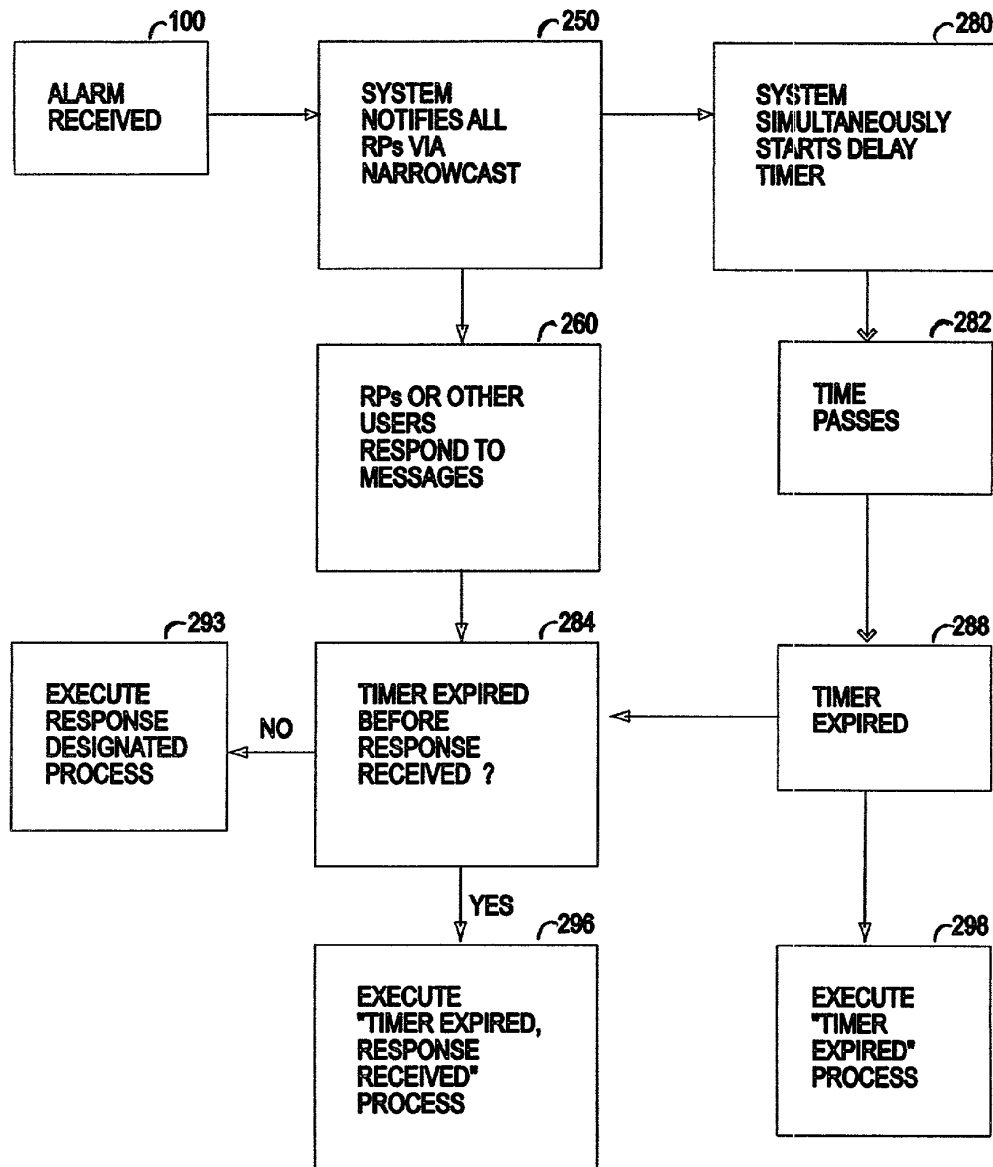 100
ALARM
RECEIVED
250
SYSTEM
NOTIFIES ALL
RPs VIA
NARROWCAST
280
SYSTEM
SIMULTANEOUSLY
STARTS DELAY
TIMER
260
RPs OR OTHER
USERS
RESPOND TO
MESSAGES
282
TIME
PASSES
293
EXECUTE
RESPONSE
DESIGNATED
PROCESS
NO
284
TIMER EXPIRED
BEFORE
RESPONSE
RECEIVED ?
288
TIMER
EXPIRED
YES
296
EXECUTE
"TIMER EXPIRED,
RESPONSE
RECEIVED"
PROCESS
298
EXECUTE
"TIMER
EXPIRED"
PROCESS